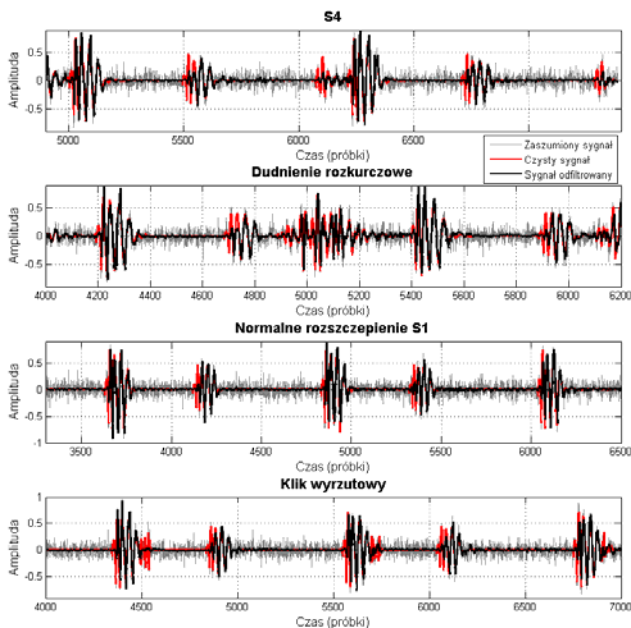 S4
Amplituda
0.5
0
-0.5
5000 5500 6000 6500
Czas (próbki)
Zaszumiony sygnał
Czysty sygnał
Sygnał odfiltrowany
Dudnienie rozkurczowe
Amplituda
0.5
0
-0.5
4000 4200 4400 4600 4800 5000 5200 5400 5600 5800 6000 6200
Czas (próbki)
Normalne rozszczepienie S1
Amplituda
0.5
0
-0.5
-1
3500 4000 4500 5000 5500 6000 6500
Czas (próbki)
Klik wyrzutowy
Amplituda
1
0.5
0
-0.5
4000 4500 5000 5500 6000 6500 7000
Czas (próbki)